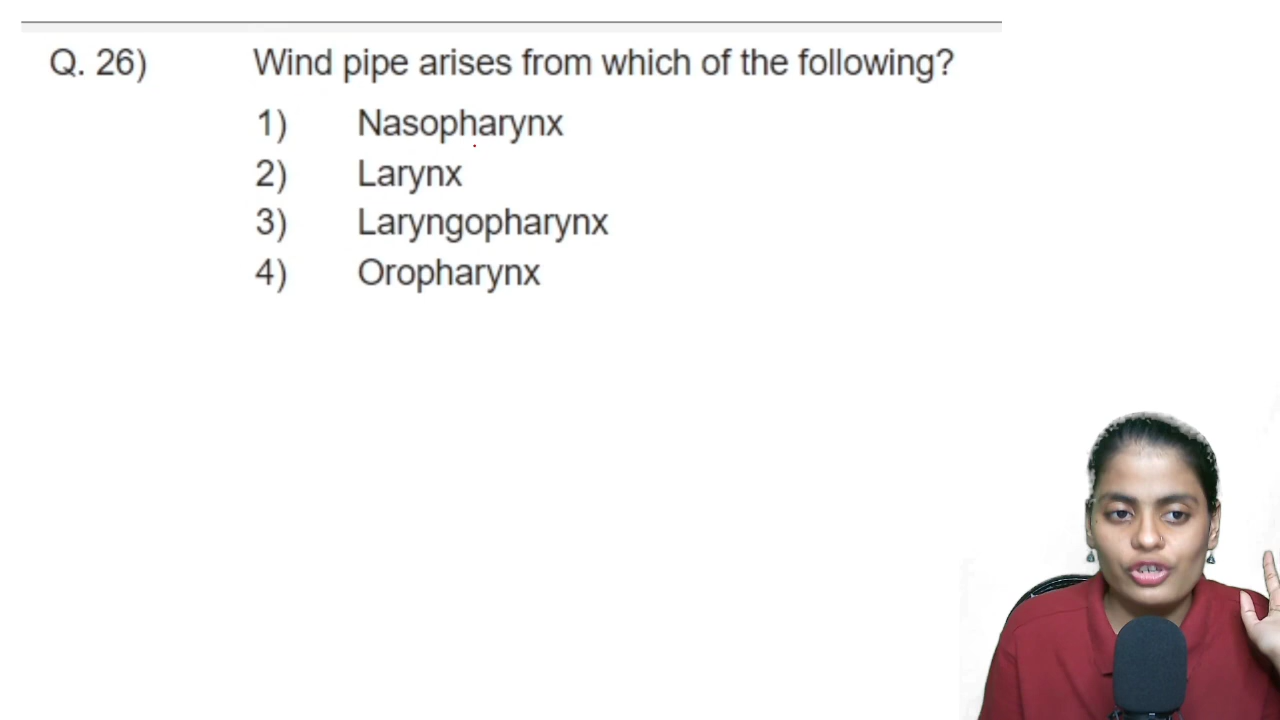 Q. 26) Wind pipe arises from which of the following?
1) Nasopharynx
2) Larynx
3) Laryngopharynx
4) Oropharynx